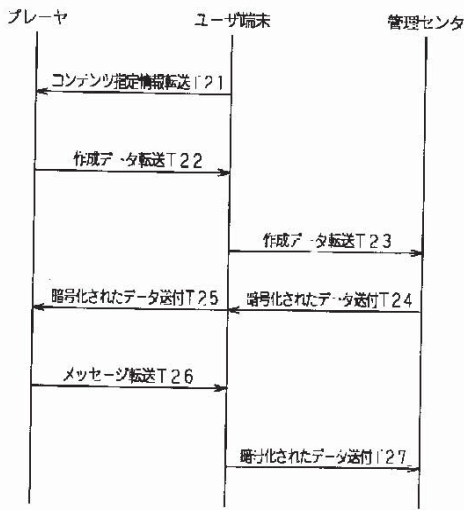 プレーヤ ユーザ端末 管理センタ
コンテンツ指定情報転送T21
作成データ転送T22
作成データ転送T23
暗号化されたデータ送付T25 暗号化されたデータ送付T24
メッセージ転送T26
暗号化されたデータ送付T27